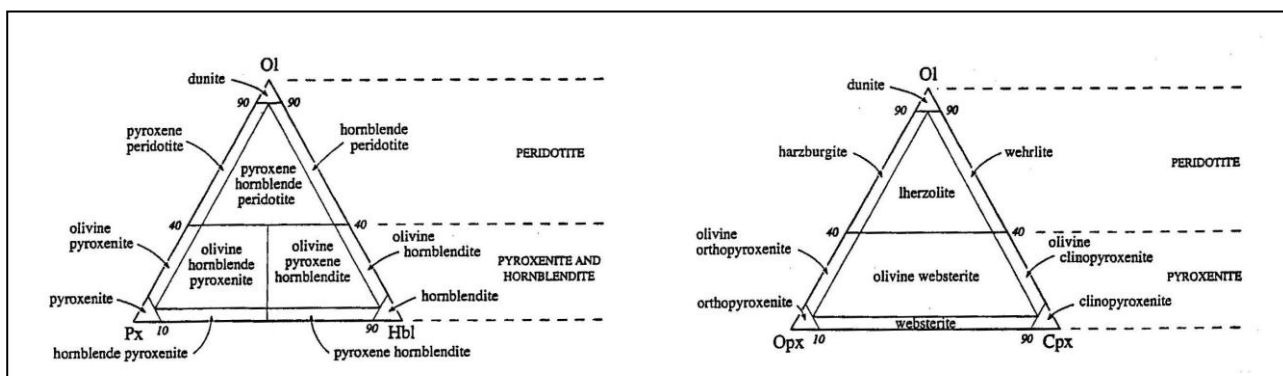 Ol
dunite
90
90
pyroxene
peridotite
hornblende
peridotite
PERIDOTITE
pyroxene
hornblende
peridotite
40
olivine
pyroxenite
olivine
hornblende
pyroxenite
olivine
pyroxene
hornblendite
olivine
hornblendite
PYROXENITE AND
HORNBLENDITE
pyroxenite
hornblendite
Px
10
90
Hbl
hornblende pyroxenite
pyroxene hornblendite
Ol
dunite
90
90
harzburgite
wehrlite
PERIDOTITE
lherzolite
40
40
olivine
orthopyroxenite
olivine
clinopyroxenite
olivine websterite
PYROXENITE
orthopyroxenite
clinopyroxenite
websterite
Opx
10
90
Cpx